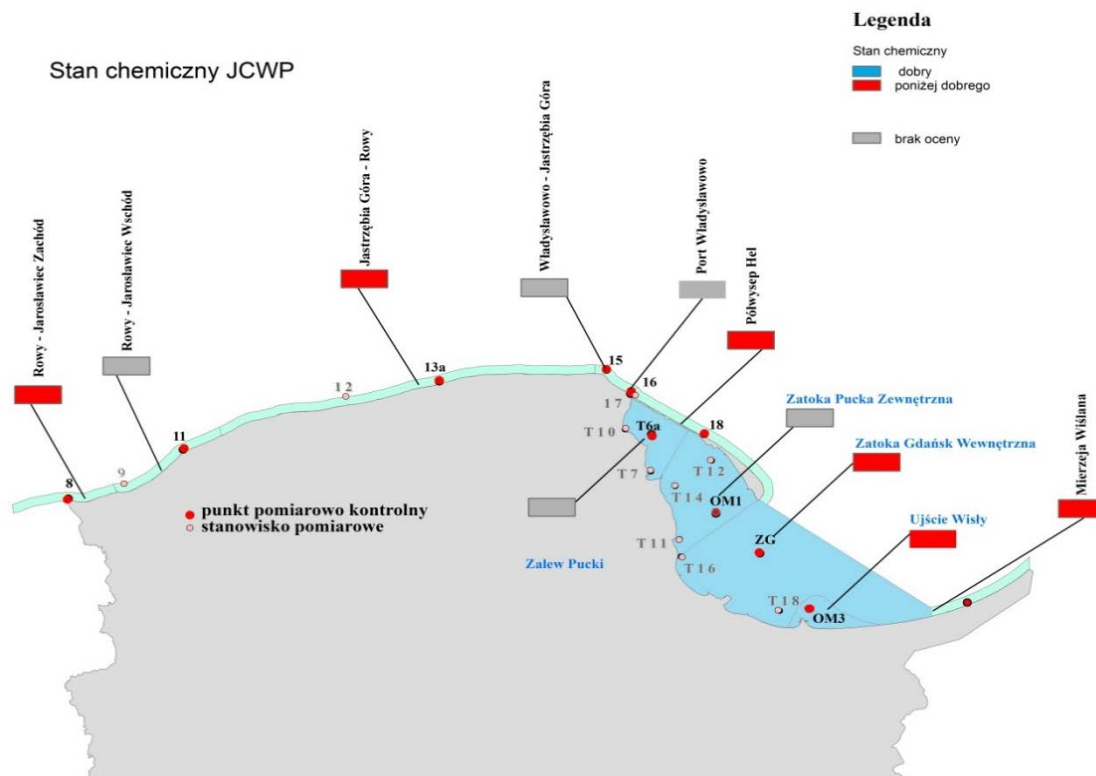 Legenda
Stan chemiczny
dobry
poniżej dobrego
brak oceny
Stan chemiczny JCWP
Rowy - Jarosławiec Zachód
Rowy - Jarosławiec Wschód
Jastrzębia Góra - Rowy
Władysławowo - Jastrzębia Góra
Port Władysławowo
Półwysep Hel
Zatoka Pucka Zewnętrzna
Zatoka Gdańsk Wewnętrzna
Ujście Wisły
Mierzeja Wiślana
Zalew Pucki
8
9
11
12
13a
15
16
17
18
T10
T6a
T7
T12
T14
OM1
T11
T16
ZG
T18
OM3
punkt pomiarowo kontrolny
stanowisko pomiarowe